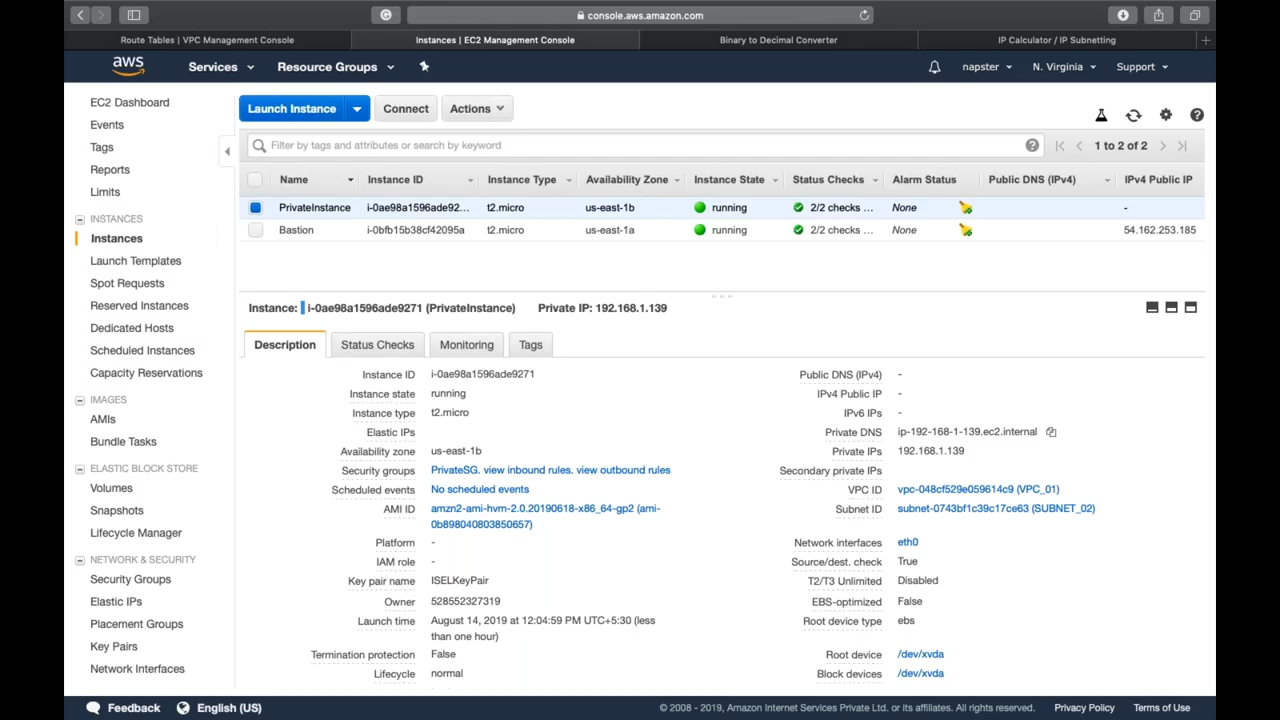 console.aws.amazon.com
Route Tables | VPC Management Console
Instances | EC2 Management Console
Binary to Decimal Converter
IP Calculator / IP Subnetting
aws
Services
Resource Groups
napster
N. Virginia
Support
EC2 Dashboard
Events
Tags
Reports
Limits
INSTANCES
Instances
Launch Templates
Spot Requests
Reserved Instances
Dedicated Hosts
Scheduled Instances
Capacity Reservations
IMAGES
AMIs
Bundle Tasks
ELASTIC BLOCK STORE
Volumes
Snapshots
Lifecycle Manager
NETWORK & SECURITY
Security Groups
Elastic IPs
Placement Groups
Key Pairs
Network Interfaces
Launch Instance
Connect
Actions
Filter by tags and attributes or search by keyword
1 to 2 of 2
Name Instance ID Instance Type Availability Zone Instance State Status Checks Alarm Status Public DNS (IPv4) IPv4 Public IP
PrivateInstance i-0ae98a1596ade92... t2.micro us-east-1b running 2/2 checks ... None -
Bastion i-0bfb15b38cf42095a t2.micro us-east-1a running 2/2 checks ... None 54.162.253.185
Instance: i-0ae98a1596ade9271 (PrivateInstance) Private IP: 192.168.1.139
Description
Status Checks
Monitoring
Tags
Instance ID i-0ae98a1596ade9271
Instance state running
Instance type t2.micro
Elastic IPs
Availability zone us-east-1b
Security groups PrivateSG. view inbound rules. view outbound rules
Scheduled events No scheduled events
AMI ID amzn2-ami-hvm-2.0.20190618-x86_64-gp2 (ami-
0b898040803850657)
Platform -
IAM role -
Key pair name ISELKeyPair
Owner 528552327319
Launch time August 14, 2019 at 12:04:59 PM UTC+5:30 (less
than one hour)
Termination protection False
Lifecycle normal
Public DNS (IPv4) -
IPv4 Public IP -
IPv6 IPs -
Private DNS ip-192-168-1-139.ec2.internal
Private IPs 192.168.1.139
Secondary private IPs
VPC ID vpc-048cf529e059614c9 (VPC_01)
Subnet ID subnet-0743bf1c39c17ce63 (SUBNET_02)
Network interfaces eth0
Source/dest. check True
T2/T3 Unlimited Disabled
EBS-optimized False
Root device type ebs
Root device /dev/xvda
Block devices /dev/xvda
Feedback
English (US)
© 2008 - 2019, Amazon Internet Services Private Ltd. or its affiliates. All rights reserved.
Privacy Policy
Terms of Use